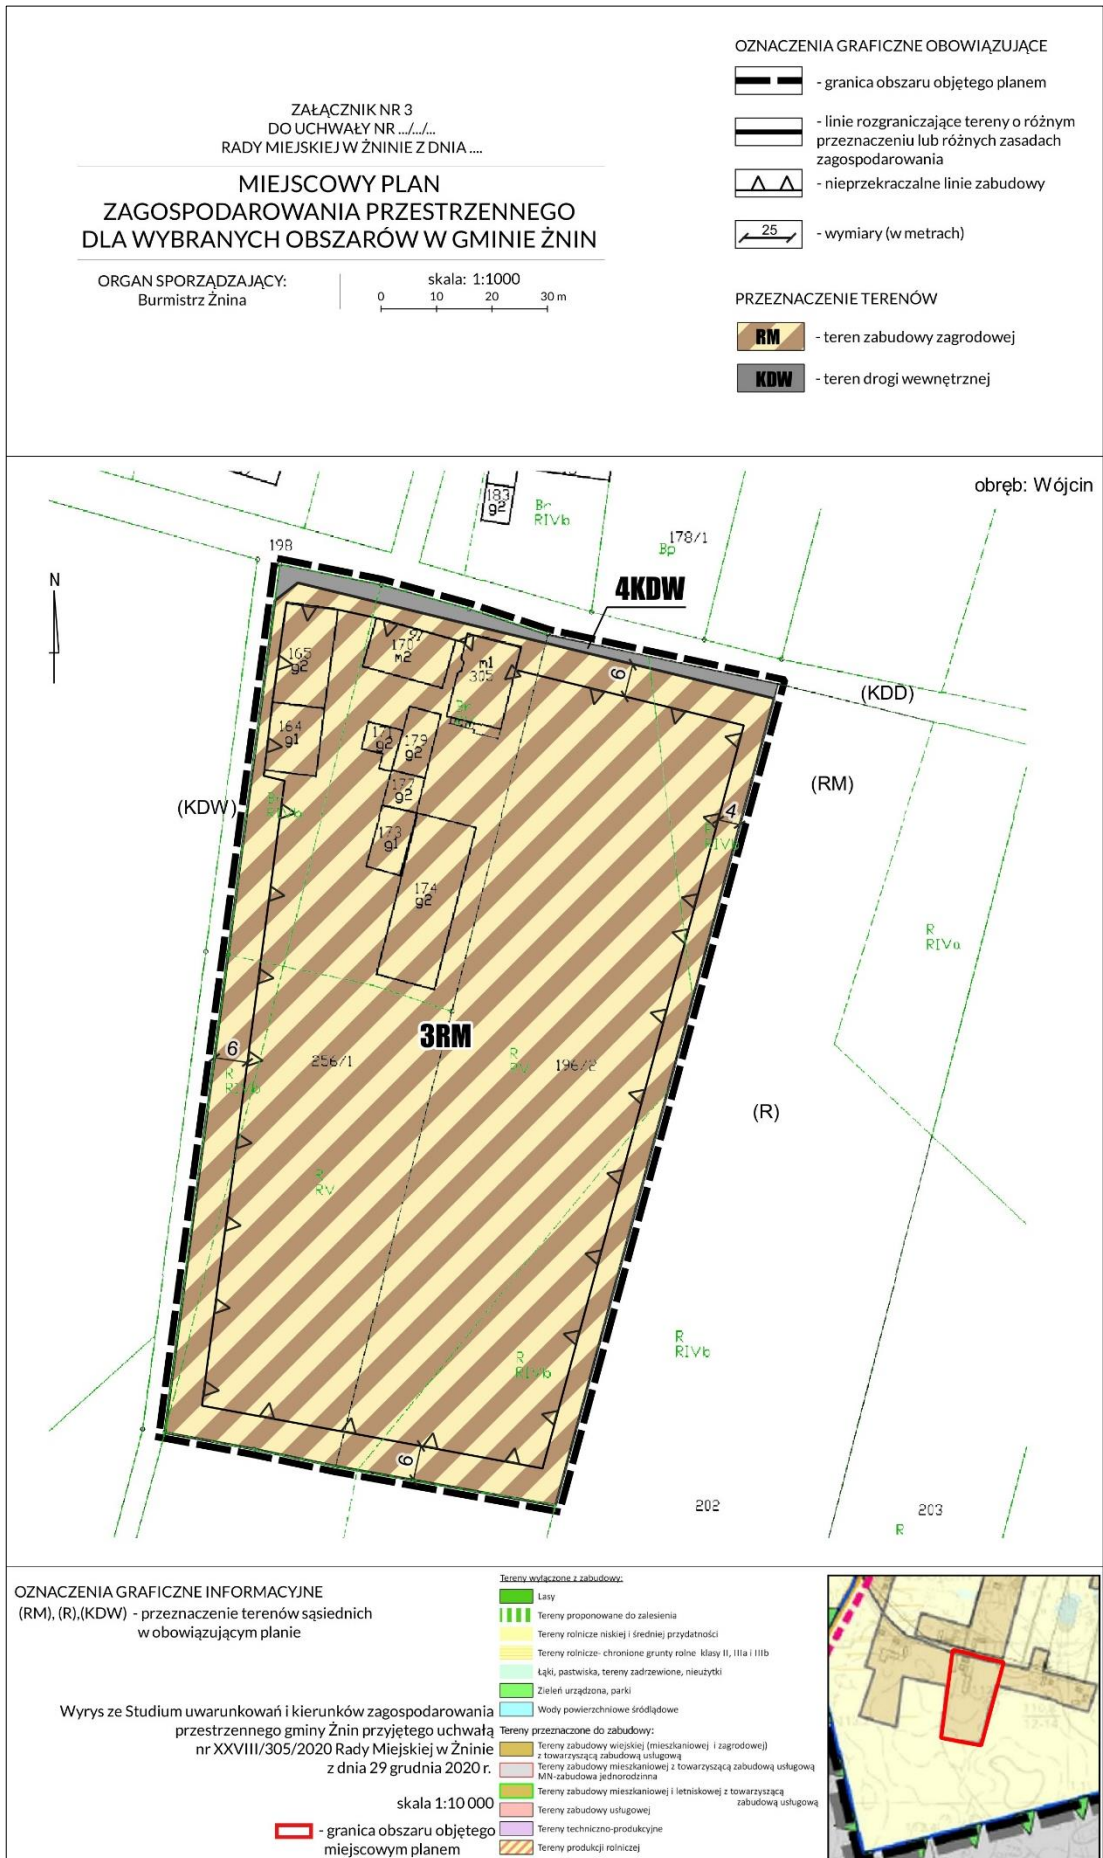 ZAŁĄCZNIK NR 3
DO UCHWAŁY NR .../.../...
RADY MIEJSKIEJ W ŻNINIE Z DNIA ....
MIEJSCOWY PLAN
ZAGOSPODAROWANIA PRZESTRZENNEGO
DLA WYBRANYCH OBSZARÓW W GMINIE ŻNIN
ORGAN SPORZĄDZAJĄCY:
Burmistrz Żnina
skala: 1:1000
0 10 20 30 m
OZNACZENIA GRAFICZNE OBOWIĄZUJĄCE
- granica obszaru objętego planem
- linie rozgraniczające tereny o różnym
przeznaczeniu lub różnych zasadach
zagospodarowania
- nieprzekraczalne linie zabudowy
25
- wymiary (w metrach)
PRZEZNACZENIE TERENÓW
RM
- teren zabudowy zagrodowej
KDW
- teren drogi wewnętrznej
obręb: Wójcin
183
g2
Br
RIVb
178/1
Bp
198
N
4KDW
165
g2
170
m2
m1
305
6
(KDD)
164
g1
171
g2
179
g2
Br
(RM)
(KDW)
RIVb
177
g2
4
R
RIVb
173
g1
174
g2
R
RIVa
3RM
6
256/1
R
RV
196/2
R
RIVb
(R)
R
RV
R
RIVb
R
RIVb
6
202
203
R
OZNACZENIA GRAFICZNE INFORMACYJNE
(RM), (R),(KDW) - przeznaczenie terenów sąsiednich
w obowiązującym planie
Wyrys ze Studium uwarunkowań i kierunków zagospodarowania
przestrzennego gminy Żnin przyjętego uchwałą
nr XXVIII/305/2020 Rady Miejskiej w Żninie
z dnia 29 grudnia 2020 r.
skala 1:10 000
- granica obszaru objętego
miejscowym planem
Tereny wyłączone z zabudowy:
Lasy
Tereny proponowane do zalesienia
Tereny rolnicze niskiej i średniej przydatności
Tereny rolnicze- chronione grunty rolne klasy II, IIIa i IIIb
Łąki, pastwiska, tereny zadrzewione, nieużytki
Zieleń urządzona, parki
Wody powierzchniowe śródlądowe
Tereny przeznaczone do zabudowy:
Tereny zabudowy wiejskiej (mieszkaniowej i zagrodowej)
z towarzyszącą zabudową usługową
Tereny zabudowy mieszkaniowej z towarzyszącą zabudową usługową
MN-zabudowa jednorodzinna
Tereny zabudowy mieszkaniowej i letniskowej z towarzyszącą
zabudową usługową
Tereny zabudowy usługowej
Tereny techniczno-produkcyjne
Tereny produkcji rolniczej